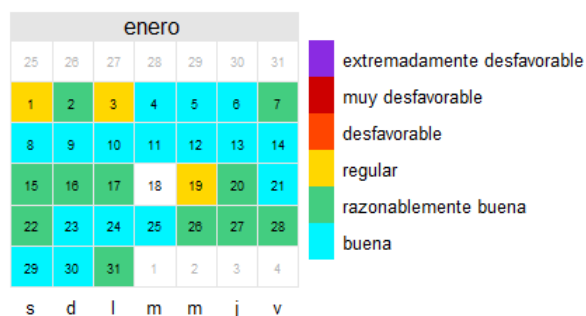 enero
25 26 27 28 29 30 31
1 2 3 4 5 6 7
8 9 10 11 12 13 14
15 16 17 18 19 20 21
22 23 24 25 26 27 28
29 30 31 1 2 3 4
s d l m m j v
extremadamente desfavorable
muy desfavorable
desfavorable
regular
razonablemente buena
buena